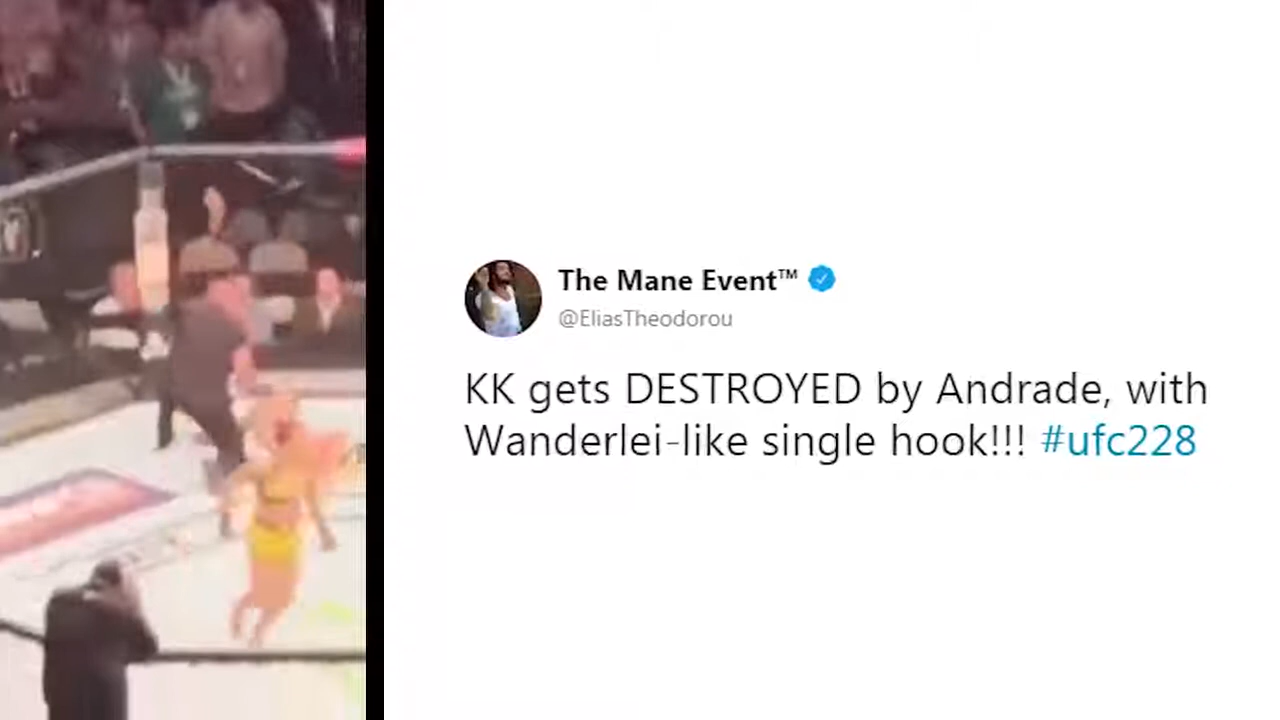 The Mane Event™
@EliasTheodorou
KK gets DESTROYED by Andrade, with
Wanderlei-like single hook!!! #ufc228